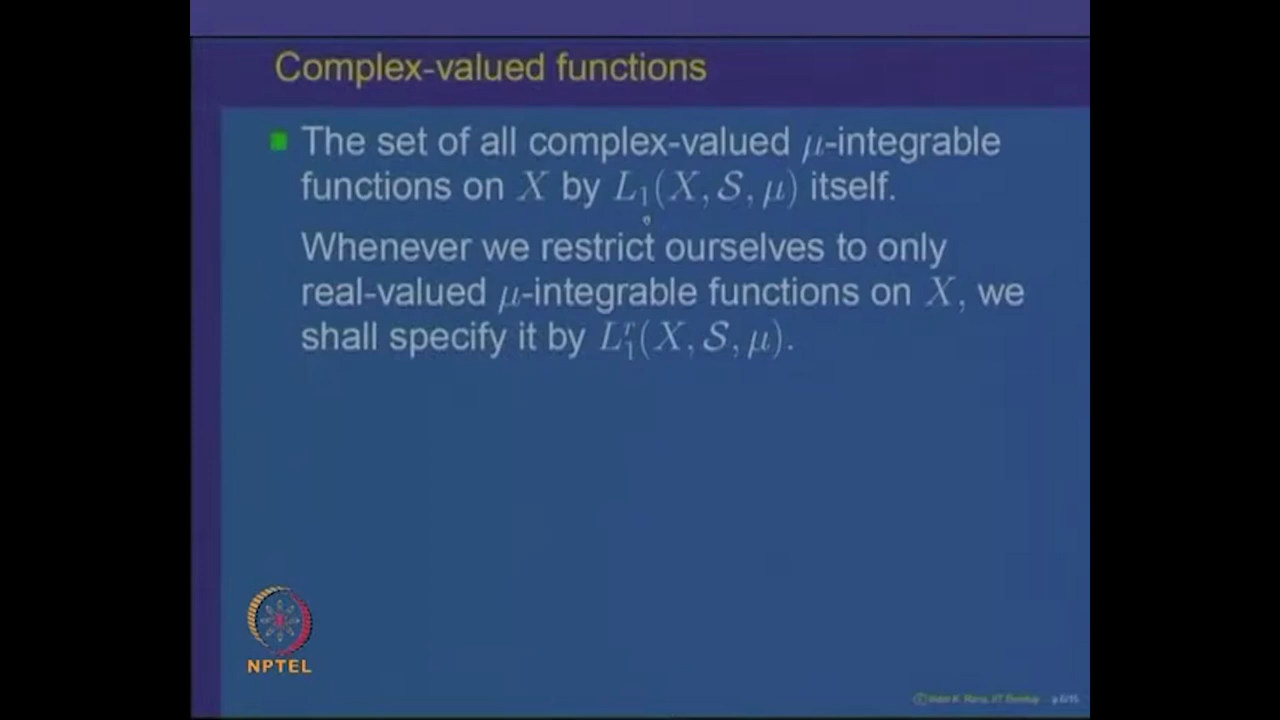 Complex-valued functions
The set of all complex-valued μ-integrable
functions on X by L₁(X, S, μ) itself.
Whenever we restrict ourselves to only
real-valued μ-integrable functions on X, we
shall specify it by L₁ʳ(X, S, μ).
NPTEL